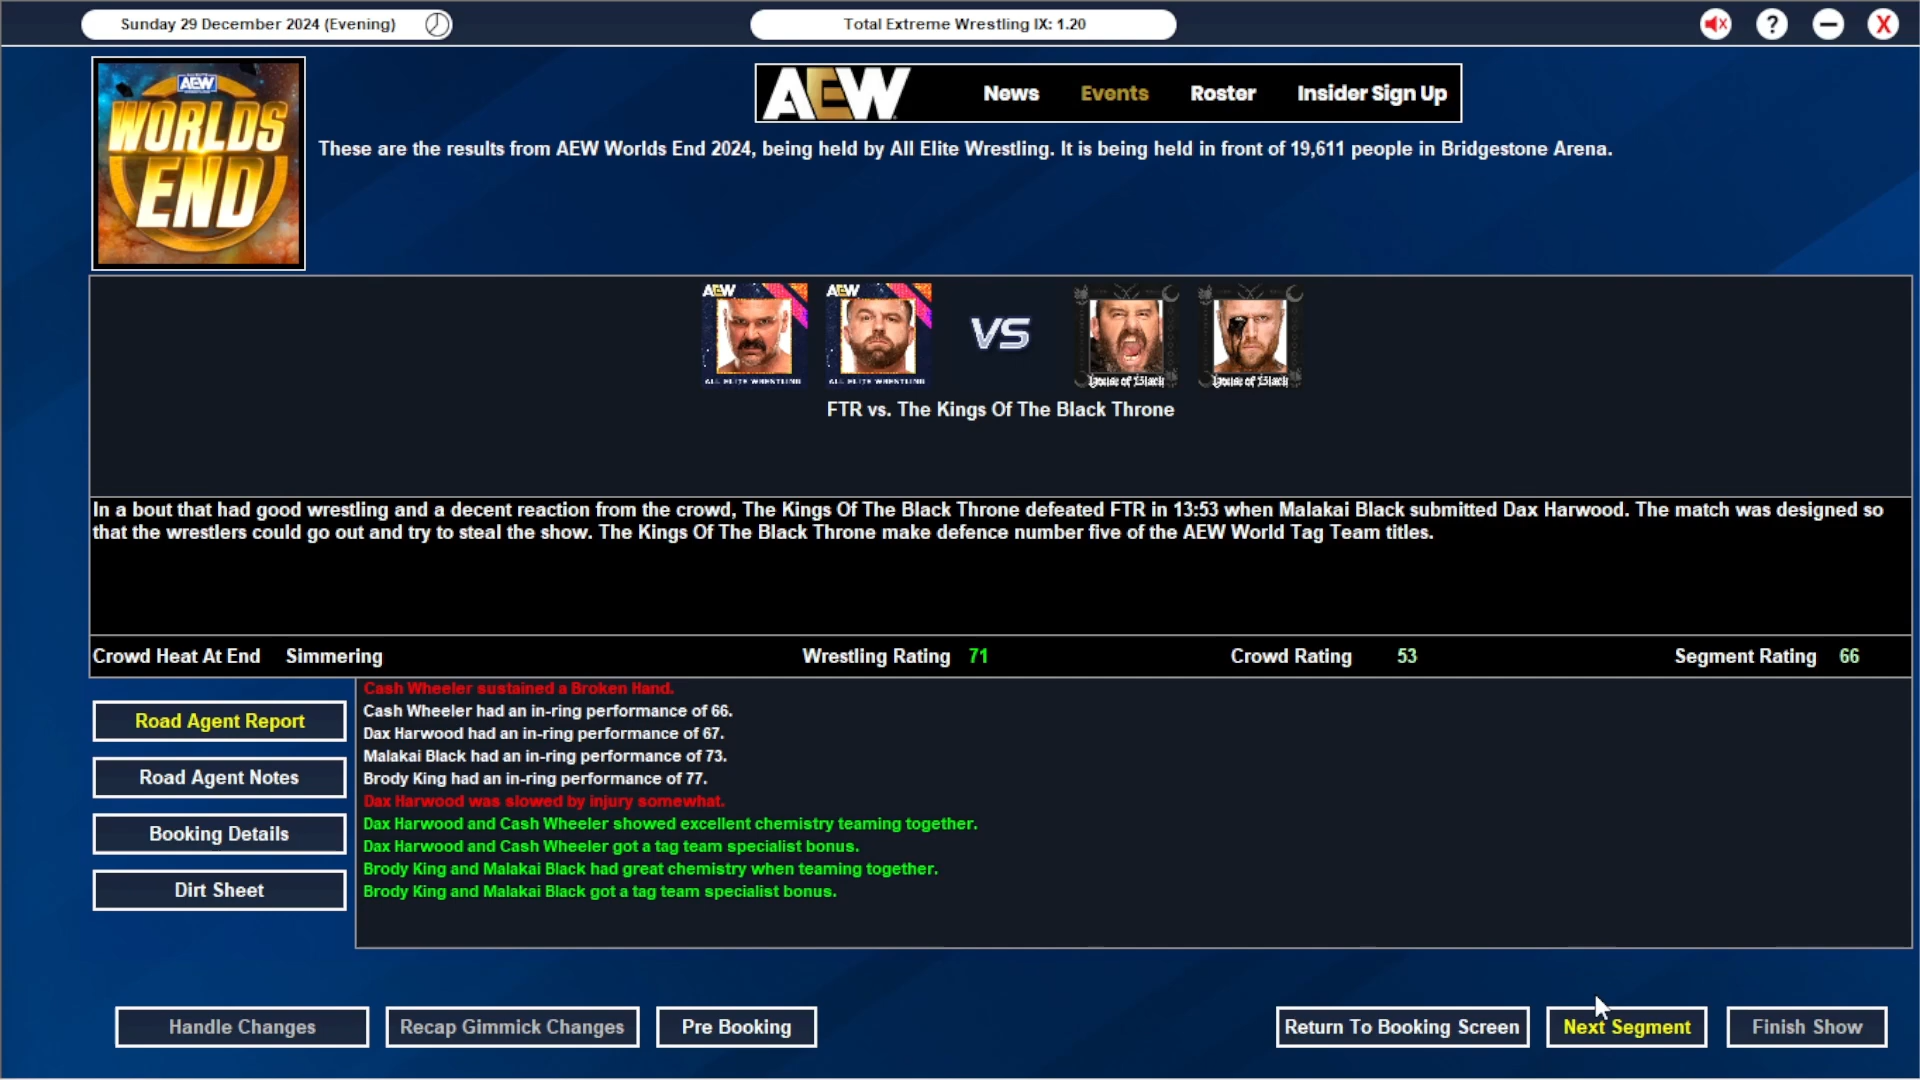 Sunday 29 December 2024 (Evening)
Total Extreme Wrestling IX: 1.20
?
X
AEW
WORLDS
END
AEW
News
Events
Roster
Insider Sign Up
These are the results from AEW Worlds End 2024, being held by All Elite Wrestling. It is being held in front of 19,611 people in Bridgestone Arena.
AEW
ALL ELITE WRESTLING
AEW
ALL ELITE WRESTLING
VS
House of Black
House of Black
FTR vs. The Kings Of The Black Throne
In a bout that had good wrestling and a decent reaction from the crowd, The Kings Of The Black Throne defeated FTR in 13:53 when Malakai Black submitted Dax Harwood. The match was designed so
that the wrestlers could go out and try to steal the show. The Kings Of The Black Throne make defence number five of the AEW World Tag Team titles.
Crowd Heat At End Simmering
Wrestling Rating 71
Crowd Rating 53
Segment Rating 66
Road Agent Report
Road Agent Notes
Booking Details
Dirt Sheet
Cash Wheeler sustained a Broken Hand.
Cash Wheeler had an in-ring performance of 66.
Dax Harwood had an in-ring performance of 67.
Malakai Black had an in-ring performance of 73.
Brody King had an in-ring performance of 77.
Dax Harwood was slowed by injury somewhat.
Dax Harwood and Cash Wheeler showed excellent chemistry teaming together.
Dax Harwood and Cash Wheeler got a tag team specialist bonus.
Brody King and Malakai Black had great chemistry when teaming together.
Brody King and Malakai Black got a tag team specialist bonus.
Handle Changes
Recap Gimmick Changes
Pre Booking
Return To Booking Screen
Next Segment
Finish Show